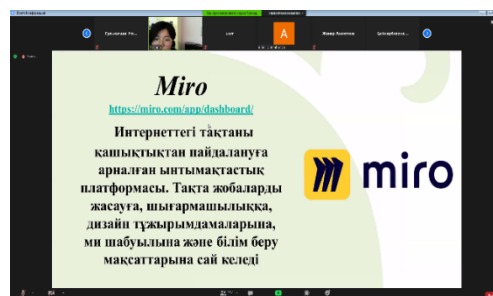 A
Miro
https://miro.com/app/dashboard/
Интернеттегі тақтаны
қашықтықтан пайдалануға
арналған ынтымақтастық
платформасы. Тақта жобаларды
жасауға, шығармашылыққа,
дизайн тұжырымдамаларына,
ми шабуылына және білім беру
мақсаттарына сай келеді
miro